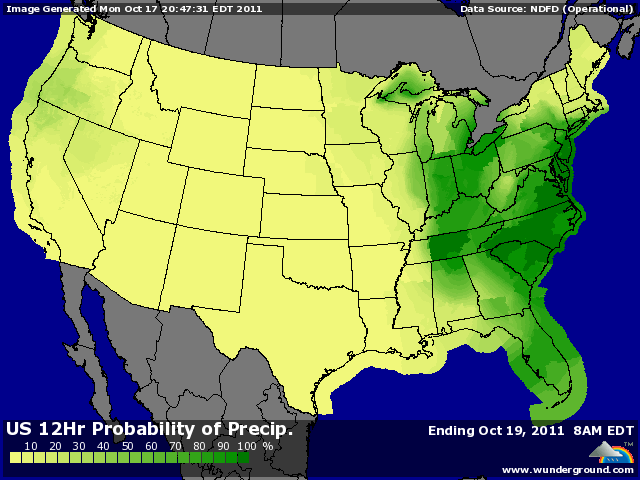 Image Generated Mon Oct 17 20:47:31 EDT 2011 Data Source: NDFD (Operational)
US 12Hr Probability of Precip. Ending Oct 19, 2011 8AM EDT
10 20 30 40 50 60 70 80 90 100 %
TM
www.wunderground.com